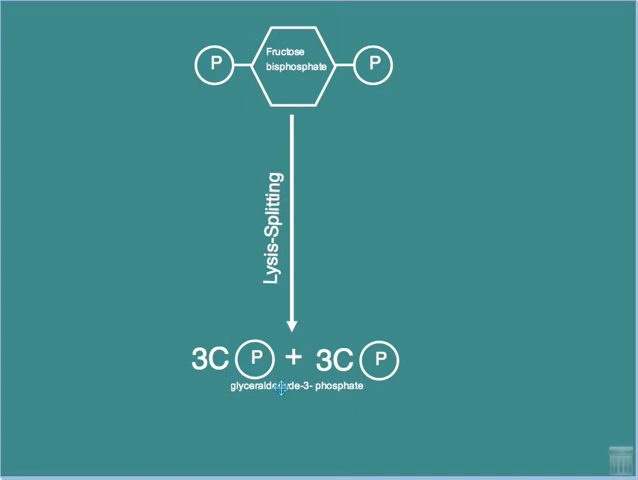 P
Fructose
bisphosphate
P
Lysis-Splitting
3C P + 3C P
phosphate